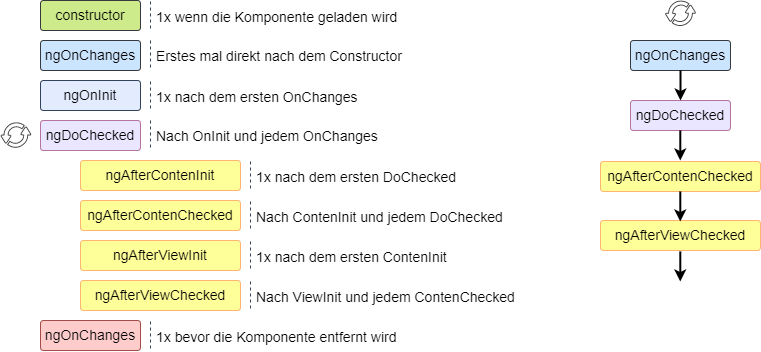 constructor
1x wenn die Komponente geladen wird
ngOnChanges
Erstes mal direkt nach dem Constructor
ngOnInit
1x nach dem ersten OnChanges
ngDoChecked
Nach OnInit und jedem OnChanges
ngAfterContenInit
1x nach dem ersten DoChecked
ngAfterContenChecked
Nach ContenInit und jedem DoChecked
ngAfterViewInit
1x nach dem ersten ContenInit
ngAfterViewChecked
Nach ViewInit und jedem ContenChecked
ngOnChanges
1x bevor die Komponente entfernt wird
ngOnChanges
ngDoChecked
ngAfterContenChecked
ngAfterViewChecked